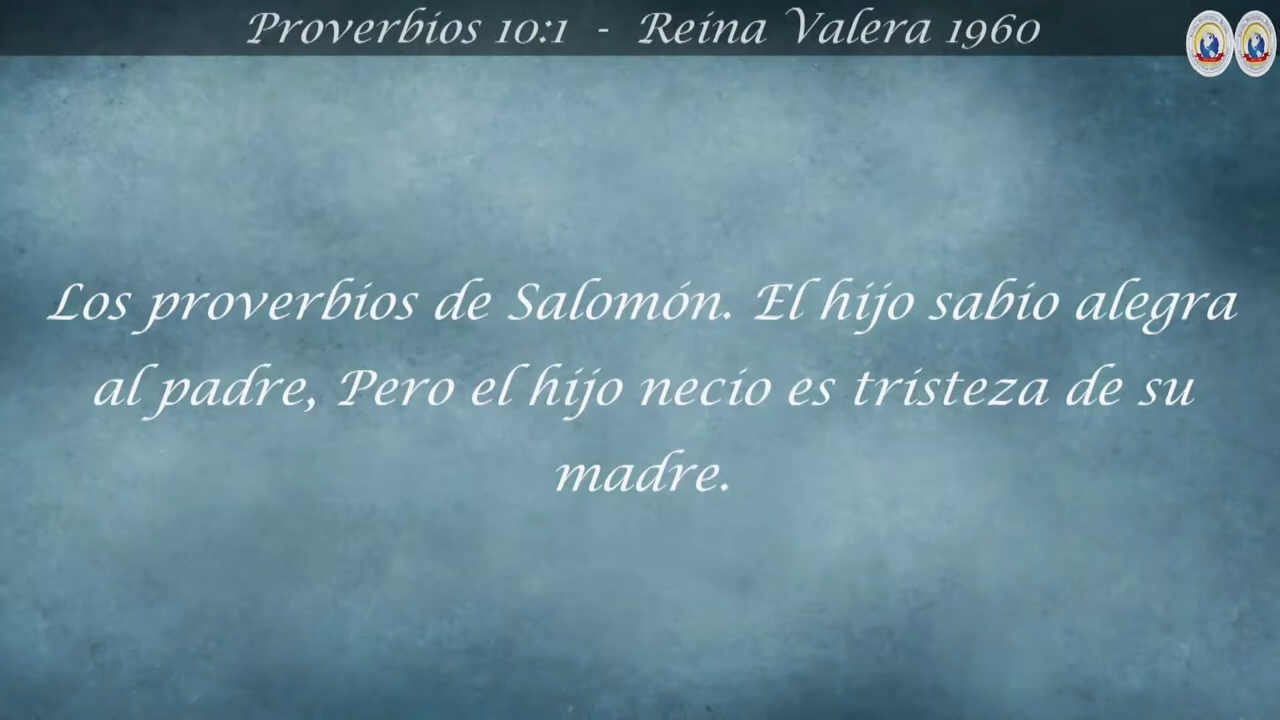 Proverbios 10:1 - Reina Valera 1960
Los proverbios de Salomón. El hijo sabio alegra
al padre, Pero el hijo necio es tristeza de su
madre.